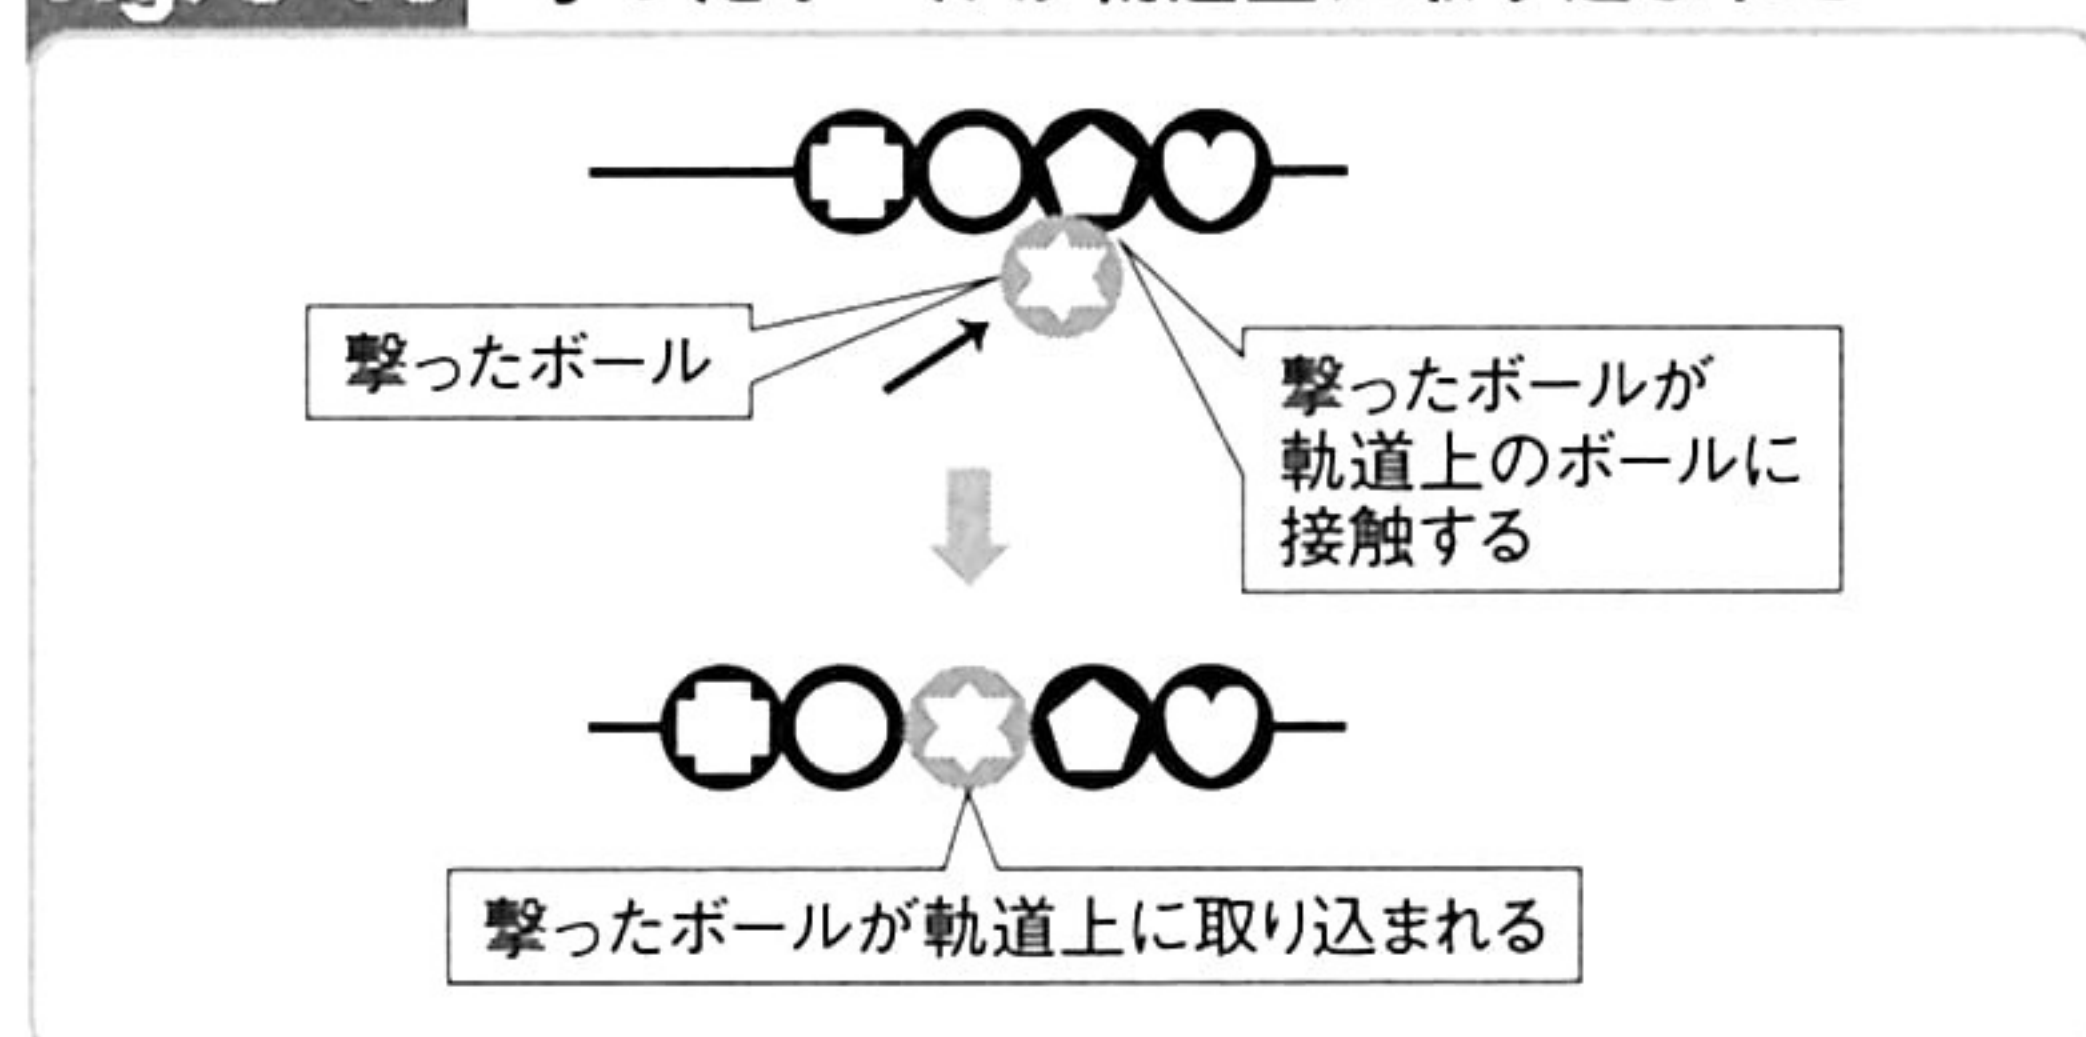 撃ったボール
撃ったボールが
軌道上のボールに
接触する
撃ったボールが軌道上に取り込まれる